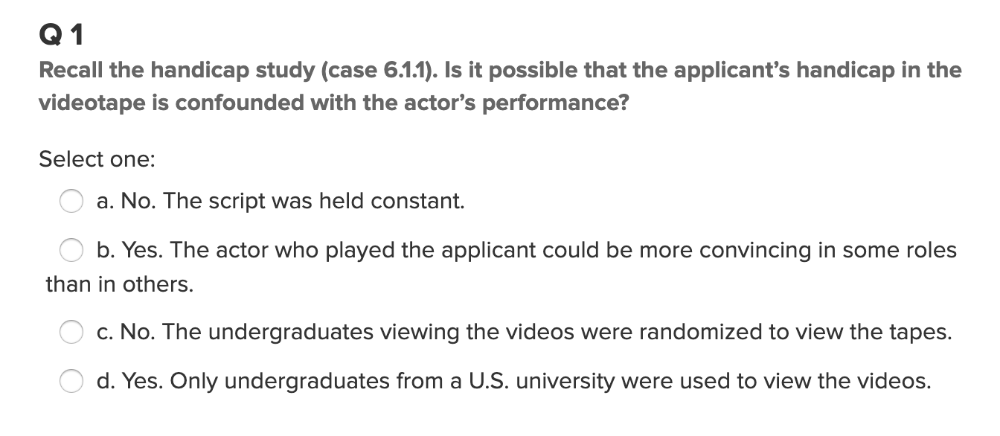 Q 1
Recall the handicap study (case 6.1.1). Is it possible that the applicant’s handicap in the
videotape is confounded with the actor’s performance?
Select one:
a. No. The script was held constant.
b. Yes. The actor who played the applicant could be more convincing in some roles
than in others.
c. No. The undergraduates viewing the videos were randomized to view the tapes.
d. Yes. Only undergraduates from a U.S. university were used to view the videos.